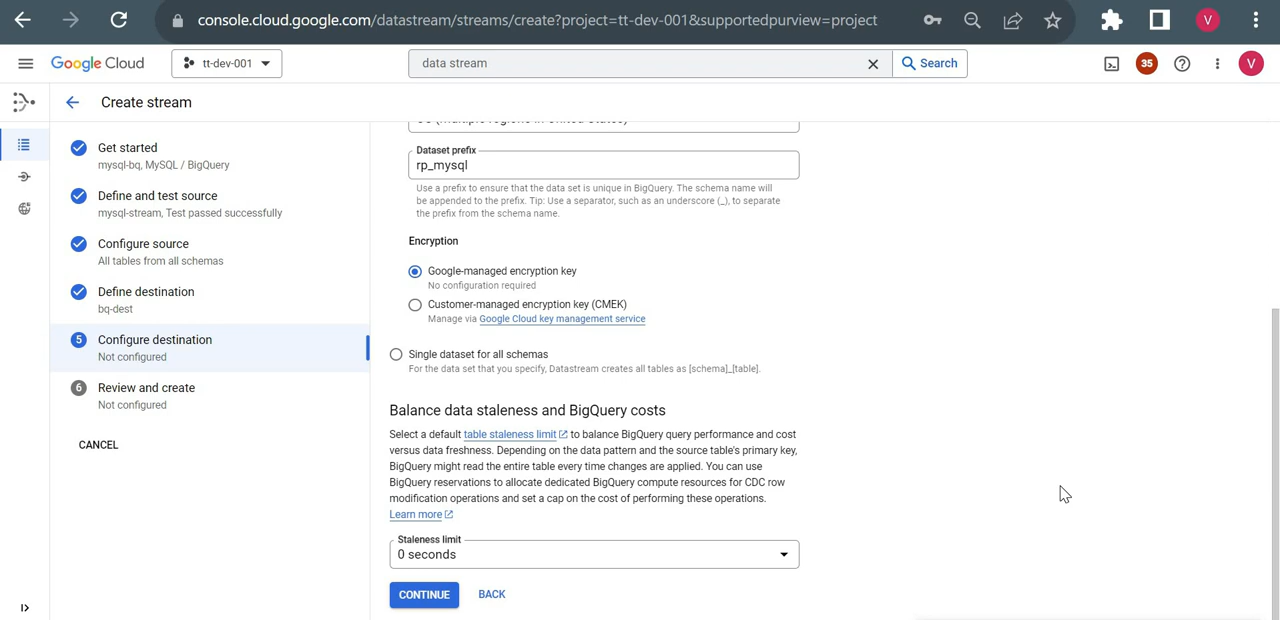 console.cloud.google.com/datastream/streams/create?project=tt-dev-001&supportedpurview=project
V
Google Cloud
tt-dev-001
data stream
Search
35
V
Create stream
Get started
mysql-bq, MySQL / BigQuery
Define and test source
mysql-stream, Test passed successfully
Configure source
All tables from all schemas
Define destination
bq-dest
5 Configure destination
Not configured
6 Review and create
Not configured
CANCEL
US (multiple regions in United States)
Dataset prefix
rp_mysql
Use a prefix to ensure that the data set is unique in BigQuery. The schema name will
be appended to the prefix. Tip: Use a separator, such as an underscore (_), to separate
the prefix from the schema name.
Encryption
Google-managed encryption key
No configuration required
Customer-managed encryption key (CMEK)
Manage via Google Cloud key management service
Single dataset for all schemas
For the data set that you specify, Datastream creates all tables as [schema]_[table].
Balance data staleness and BigQuery costs
Select a default table staleness limit to balance BigQuery query performance and cost
versus data freshness. Depending on the data pattern and the source table's primary key,
BigQuery might read the entire table every time changes are applied. You can use
BigQuery reservations to allocate dedicated BigQuery compute resources for CDC row
modification operations and set a cap on the cost of performing these operations.
Learn more
Staleness limit
0 seconds
CONTINUE
BACK